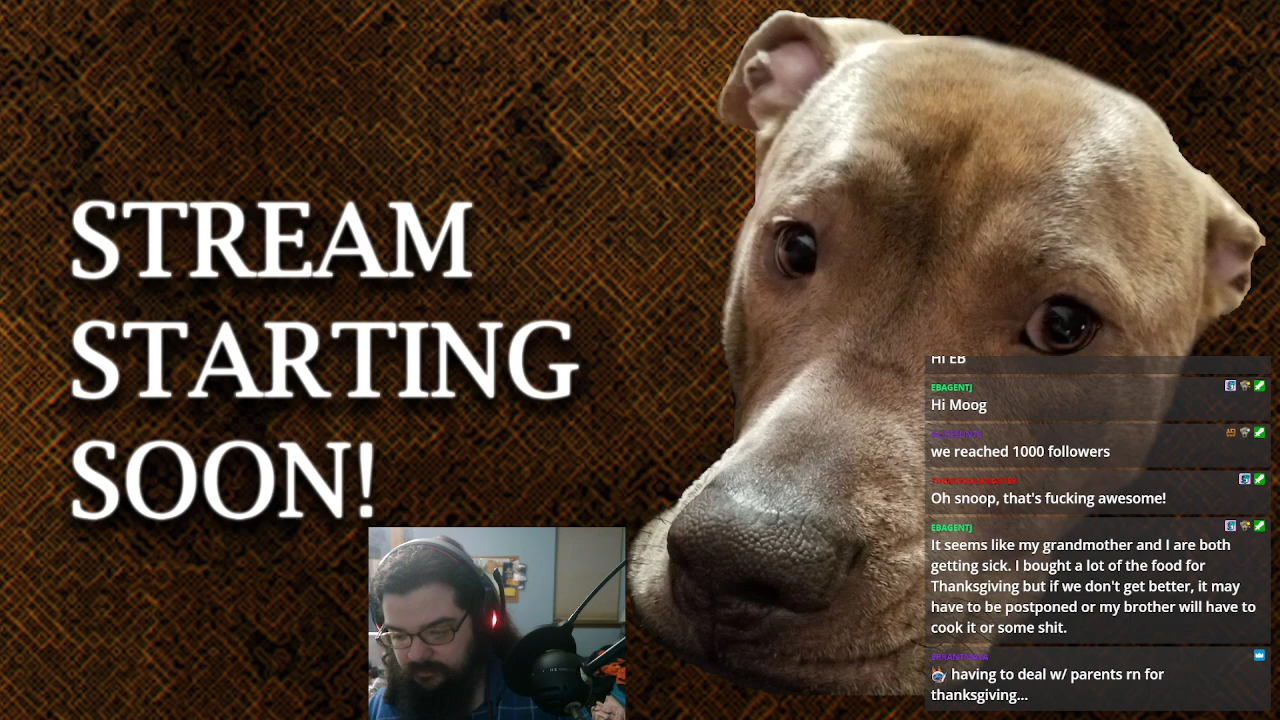 STREAM
STARTING
SOON!
Hi EB
EBAGENTJ
Hi Moog
we reached 1000 followers
Oh snoop, that's fucking awesome!
EBAGENTJ
It seems like my grandmother and I are both
getting sick. I bought a lot of the food for
Thanksgiving but if we don't get better, it may
have to be postponed or my brother will have to
cook it or some shit.
having to deal w/ parents rn for
thanksgiving...